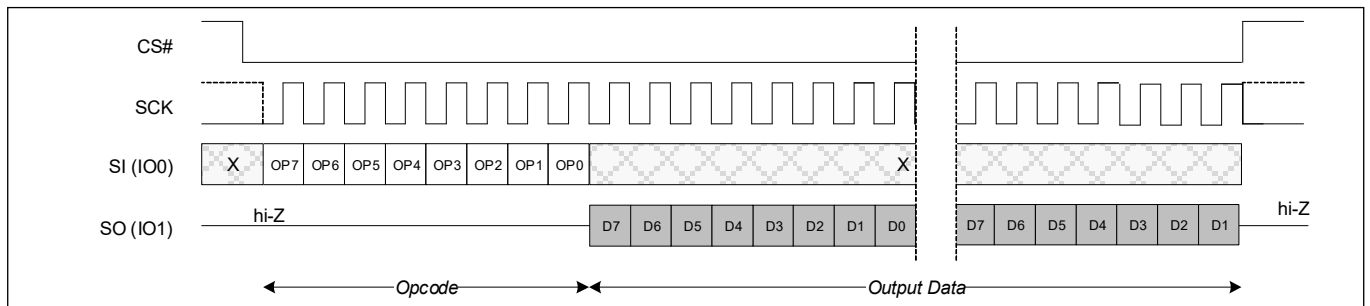 CS#
SCK
SI (IO0) X OP7 OP6 OP5 OP4 OP3 OP2 OP1 OP0 X
hi-Z hi-Z
SO (IO1) D7 D6 D5 D4 D3 D2 D1 D0 D7 D6 D5 D4 D3 D2 D1
Opcode Output Data